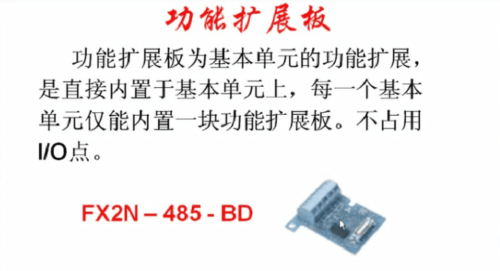 功能扩展板
功能扩展板为基本单元的功能扩展，
是直接内置于基本单元上，每一个基本
单元仅能内置一块功能扩展板。不占用
I/O点。
FX2N – 485 - BD